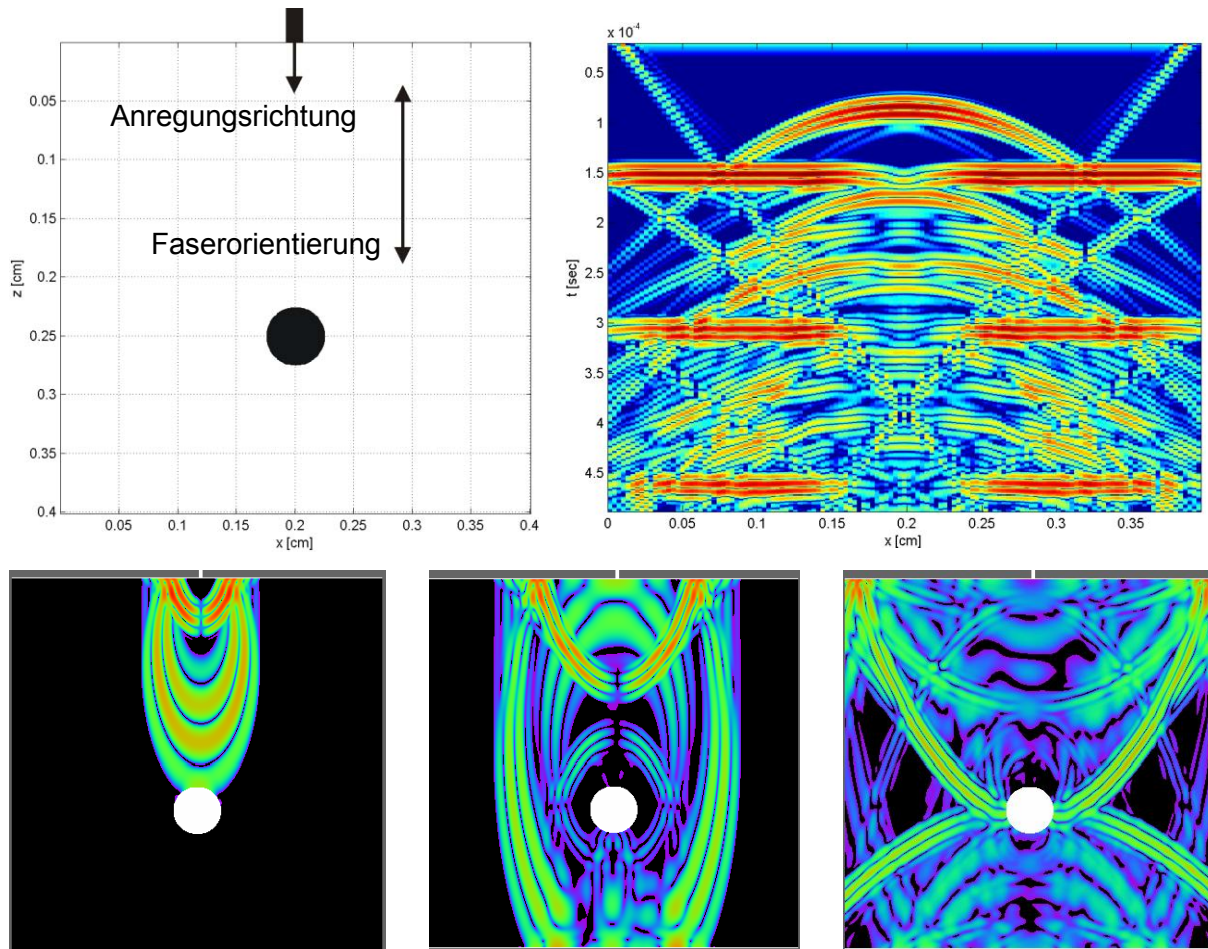 Anregungsrichtung
Faserorientierung
0.05
0.1
0.15
0.2
0.25
0.3
0.35
0.4
z [cm]
0.05 0.1 0.15 0.2 0.25 0.3 0.35 0.4
x [cm]
x 10⁻⁴
0.5
1
1.5
2
2.5
3
3.5
4
4.5
t [sec]
0 0.05 0.1 0.15 0.2 0.25 0.3 0.35
x [cm]